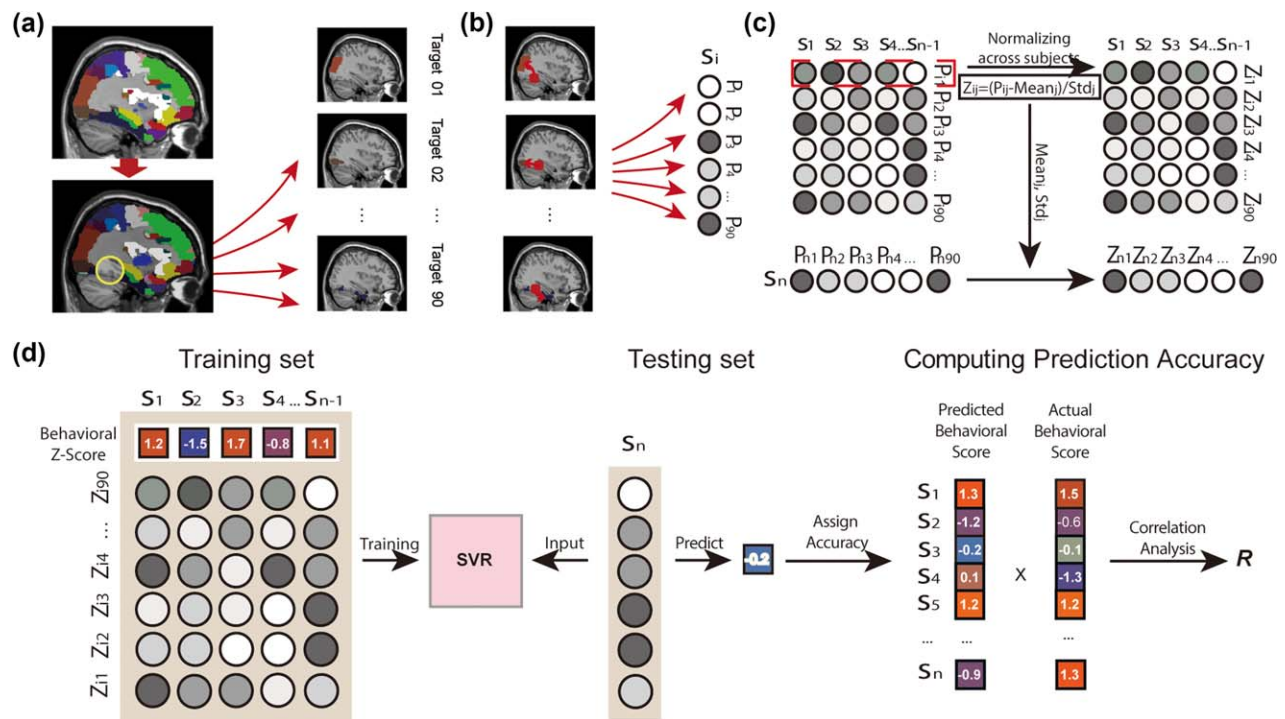 (a)
Target 01
Target 02
...
Target 90
(b)
Si
P1
P2
P3
P4
...
P90
(c)
S1 S2 S3 S4... Sn-1
Pi1
Pi2
Pi3
Pi4
...
Pi90
Normalizing
across subjects
Zij=(Pij-Meanj)/Stdj
Meanj, Stdj
S1 S2 S3 S4... Sn-1
Zi1
Zi2
Zi3
Z4
...
Zi90
Pn1 Pn2 Pn3 Pn4 ... Pn90
Sn
Zn1 Zn2 Zn3 Zn4 ... Zn90
(d)
Training set
S1 S2 S3 S4 ... Sn-1
Behavioral
Z-Score
1.2 -1.5 1.7 -0.8 1.1
Zi90
...
Zi4
Zi3
Zi2
Zi1
Training
SVR
Input
Testing set
Sn
Predict
-0.2
Assign
Accuracy
Computing Prediction Accuracy
Predicted
Behavioral
Score
Actual
Behavioral
Score
S1 1.3 1.5
S2 -1.2 -0.6
S3 -0.2 -0.1
S4 0.1 X -1.3
S5 1.2 1.2
... ... ...
Sn -0.9 1.3
Correlation
Analysis
R